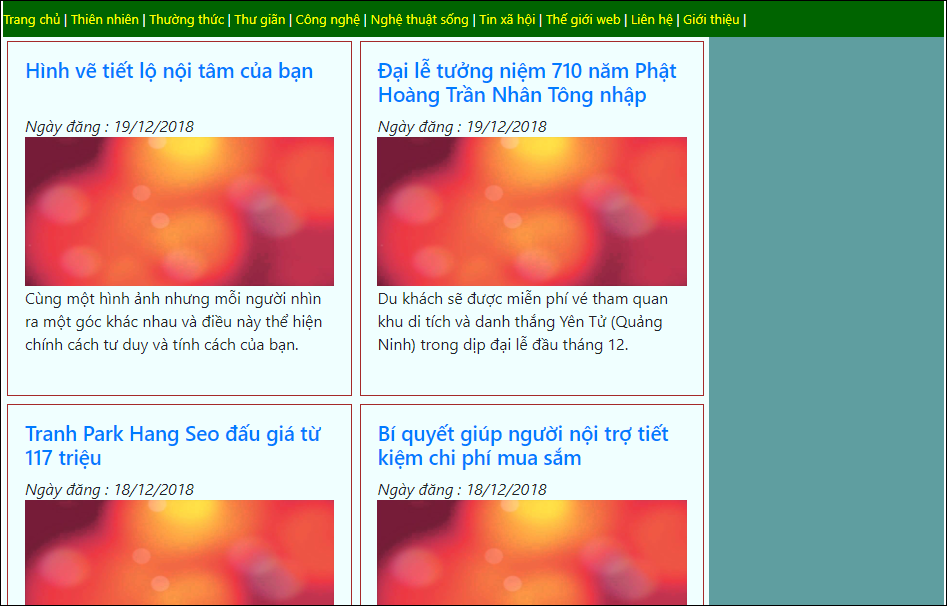 Trang chủ | Thiên nhiên | Thường thức | Thư giãn | Công nghệ | Nghệ thuật sống | Tin xã hội | Thế giới web | Liên hệ | Giới thiệu |
Hình vẽ tiết lộ nội tâm của bạn
Ngày đăng : 19/12/2018
Cùng một hình ảnh nhưng mỗi người nhìn
ra một góc khác nhau và điều này thể hiện
chính cách tư duy và tính cách của bạn.
Đại lễ tưởng niệm 710 năm Phật
Hoàng Trần Nhân Tông nhập
Ngày đăng : 19/12/2018
Du khách sẽ được miễn phí vé tham quan
khu di tích và danh thắng Yên Tử (Quảng
Ninh) trong dịp đại lễ đầu tháng 12.
Tranh Park Hang Seo đấu giá từ
117 triệu
Ngày đăng : 18/12/2018
Bí quyết giúp người nội trợ tiết
kiệm chi phí mua sắm
Ngày đăng : 18/12/2018